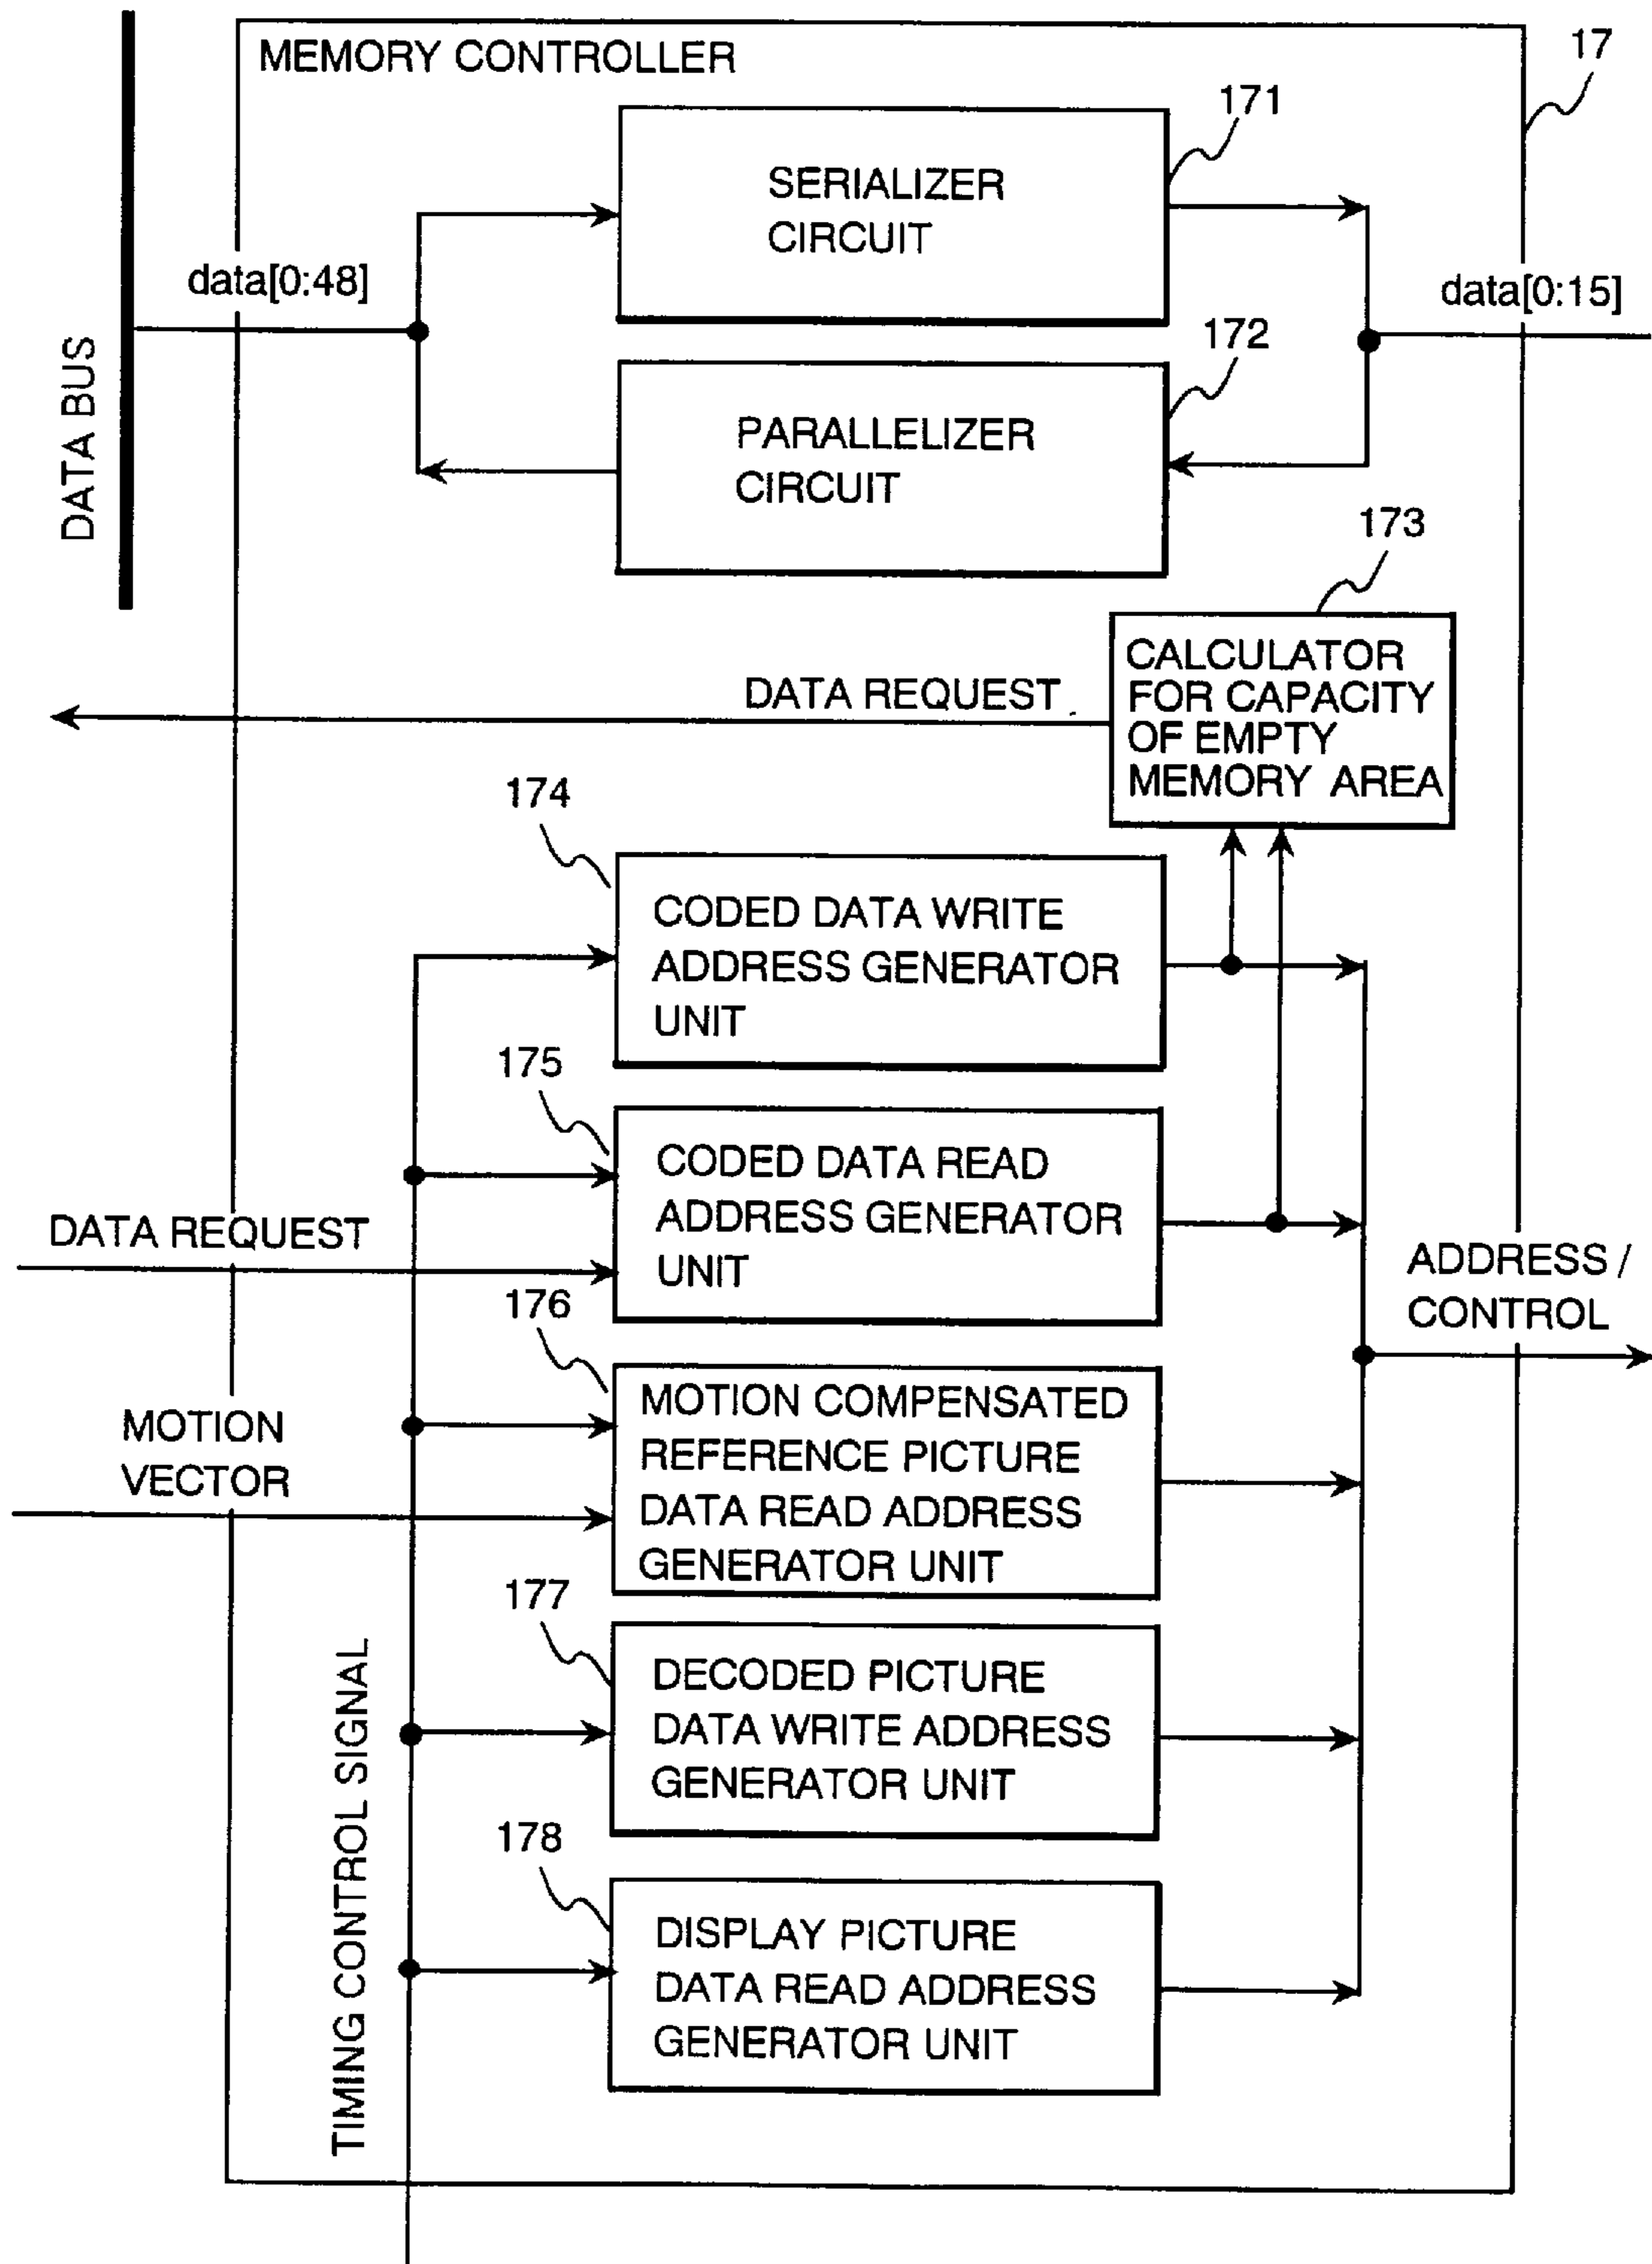 MEMORY CONTROLLER
17
171
SERIALIZER
CIRCUIT
data[0:48]
data[0:15]
172
DATA BUS
PARALLELIZER
CIRCUIT
173
CALCULATOR
FOR CAPACITY
OF EMPTY
MEMORY AREA
DATA REQUEST
174
CODED DATA WRITE
ADDRESS GENERATOR
UNIT
175
CODED DATA READ
ADDRESS GENERATOR
UNIT
DATA REQUEST
ADDRESS /
CONTROL
176
MOTION COMPENSATED
REFERENCE PICTURE
DATA READ ADDRESS
GENERATOR UNIT
MOTION
VECTOR
177
DECODED PICTURE
DATA WRITE ADDRESS
GENERATOR UNIT
TIMING CONTROL SIGNAL
178
DISPLAY PICTURE
DATA READ ADDRESS
GENERATOR UNIT